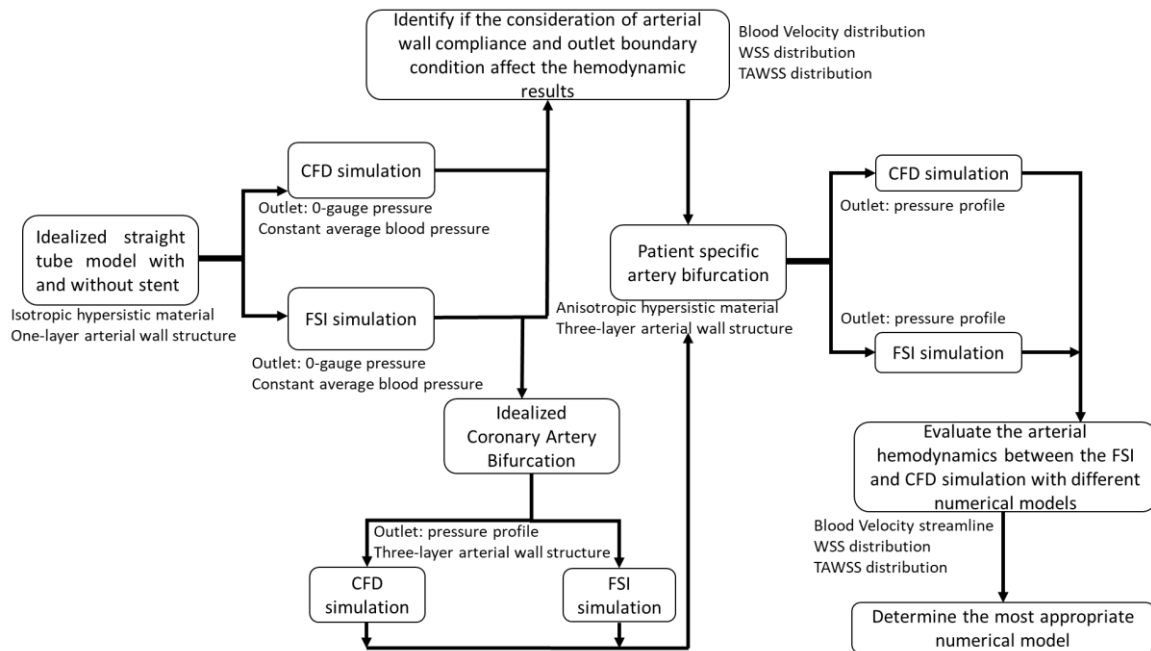 Identify if the consideration of arterial
wall compliance and outlet boundary
condition affect the hemodynamic
results
Blood Velocity distribution
WSS distribution
TAWSS distribution
CFD simulation
Outlet: 0-gauge pressure
Constant average blood pressure
Idealized straight
tube model with
and without stent
Isotropic hypersistic material
One-layer arterial wall structure
FSI simulation
Outlet: 0-gauge pressure
Constant average blood pressure
Idealized
Coronary Artery
Bifurcation
Outlet: pressure profile
Three-layer arterial wall structure
CFD
simulation
FSI
simulation
Patient specific
artery bifurcation
Anisotropic hypersistic material
Three-layer arterial wall structure
CFD simulation
Outlet: pressure profile
Outlet: pressure profile
FSI simulation
Evaluate the arterial
hemodynamics between the FSI
and CFD simulation with different
numerical models
Blood Velocity streamline
WSS distribution
TAWSS distribution
Determine the most appropriate
numerical model